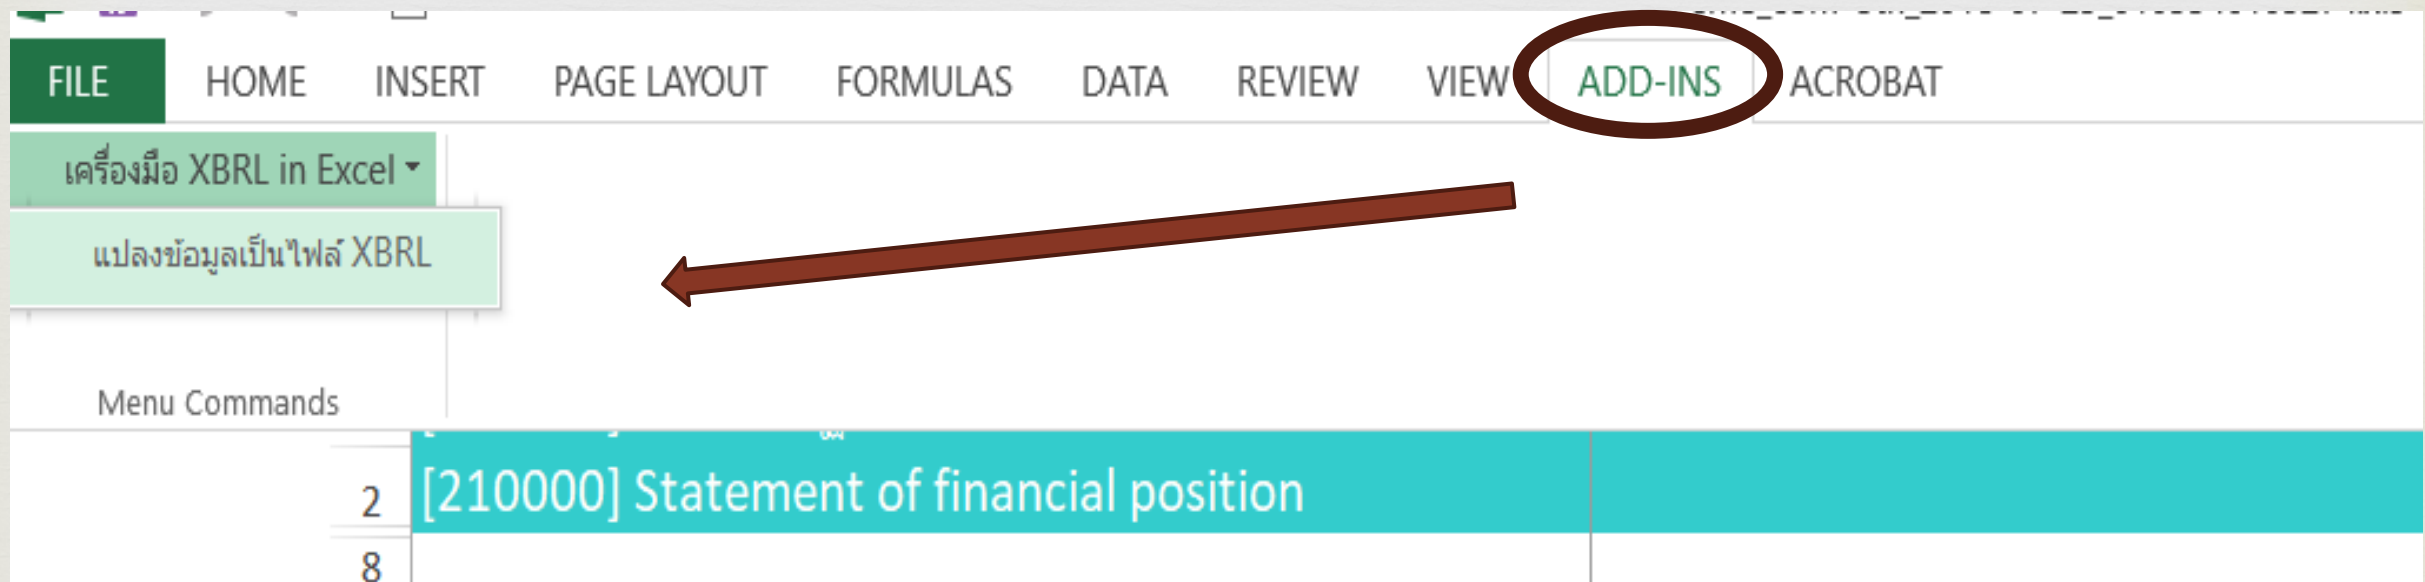 FILE HOME INSERT PAGE LAYOUT FORMULAS DATA REVIEW VIEW ADD-INS ACROBAT
เครื่องมือ XBRL in Excel
แปลงข้อมูลเป็นไฟล์ XBRL
Menu Commands
2 [210000] Statement of financial position
8